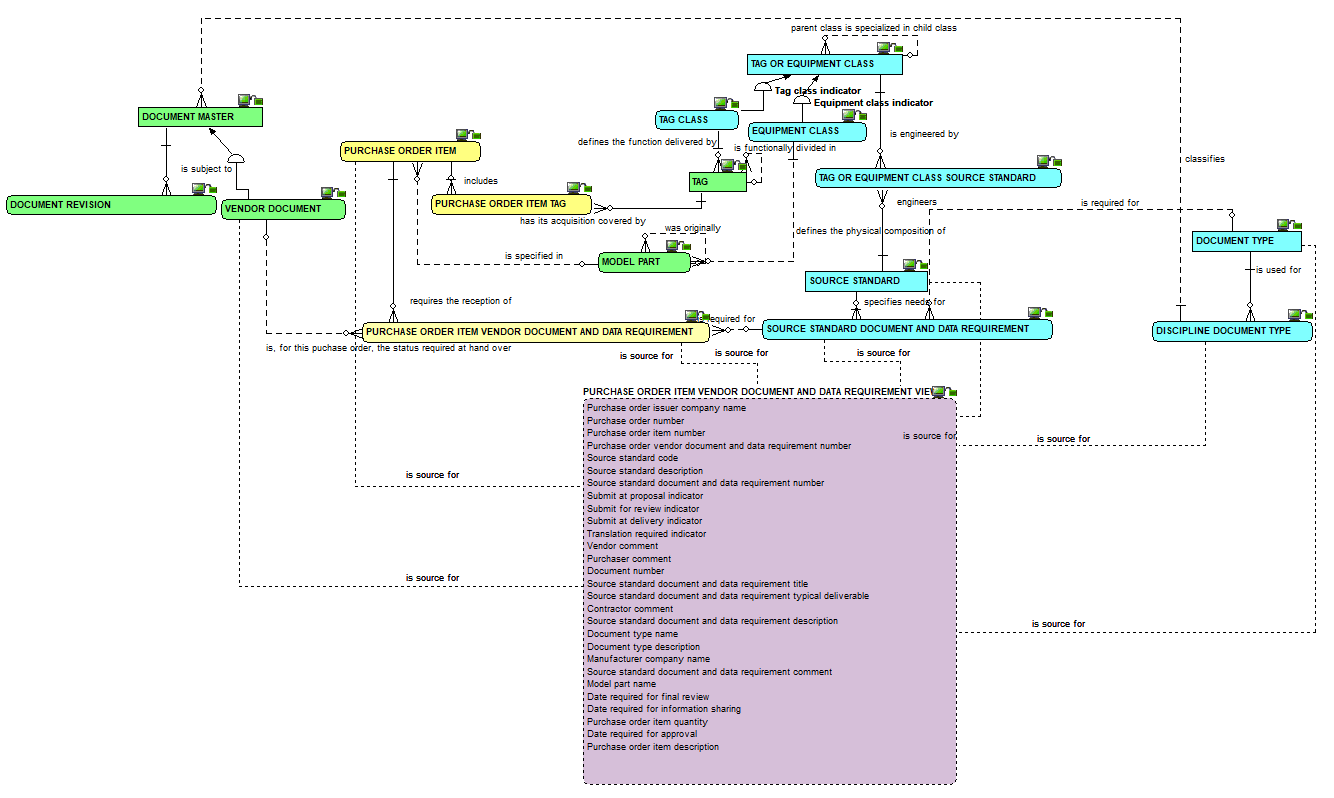 parent class is specialized in child class
TAG OR EQUIPMENT CLASS
Tag class indicator
Equipment class indicator
DOCUMENT MASTER
TAG CLASS
EQUIPMENT CLASS
is engineered by
defines the function delivered by
is functionally divided in
PURCHASE ORDER ITEM
classifies
is subject to
includes
TAG
TAG OR EQUIPMENT CLASS SOURCE STANDARD
DOCUMENT REVISION
VENDOR DOCUMENT
PURCHASE ORDER ITEM TAG
engineers
is required for
has its acquisition covered by
was originally
defines the physical composition of
DOCUMENT TYPE
is specified in
MODEL PART
is used for
SOURCE STANDARD
requires the reception of
specifies needs for
is required for
PURCHASE ORDER ITEM VENDOR DOCUMENT AND DATA REQUIREMENT
SOURCE STANDARD DOCUMENT AND DATA REQUIREMENT
DISCIPLINE DOCUMENT TYPE
is, for this puchase order, the status required at hand over
is source for
is source for
is source for
PURCHASE ORDER ITEM VENDOR DOCUMENT AND DATA REQUIREMENT VIEW
Purchase order issuer company name
Purchase order number
Purchase order item number
is source for
is source for
Purchase order vendor document and data requirement number
Source standard code
Source standard description
is source for
Source standard document and data requirement number
Submit at proposal indicator
Submit for review indicator
Submit at delivery indicator
Translation required indicator
Vendor comment
Purchaser comment
Document number
is source for
Source standard document and data requirement title
Source standard document and data requirement typical deliverable
Contractor comment
Source standard document and data requirement description
is source for
Document type name
Document type description
Manufacturer company name
Source standard document and data requirement comment
Model part name
Date required for final review
Date required for information sharing
Purchase order item quantity
Date required for approval
Purchase order item description